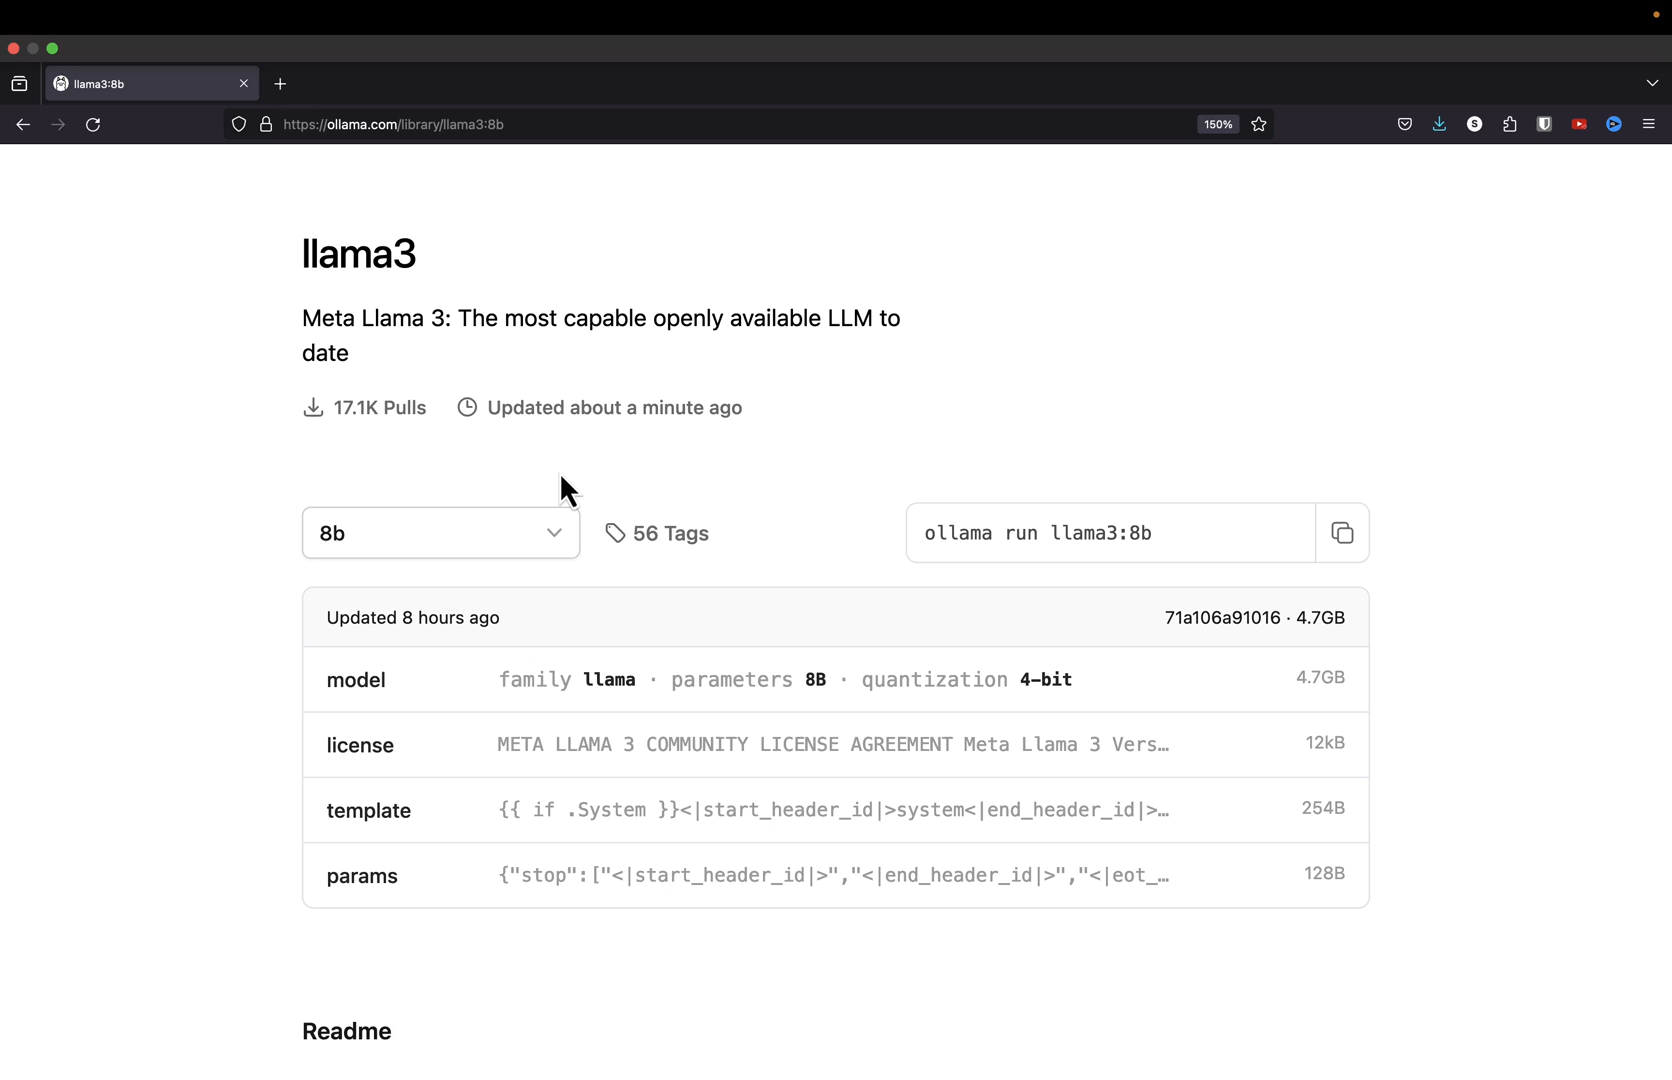 llama3:8b
https://ollama.com/library/llama3:8b
150%
S
llama3
Meta Llama 3: The most capable openly available LLM to
date
17.1K Pulls Updated about a minute ago
8b 56 Tags ollama run llama3:8b
Updated 8 hours ago 71a106a91016 · 4.7GB
model family llama · parameters 8B · quantization 4-bit 4.7GB
license META LLAMA 3 COMMUNITY LICENSE AGREEMENT Meta Llama 3 Vers… 12kB
template {{ if .System }}<|start_header_id|>system<|end_header_id|>… 254B
params {"stop":["<|start_header_id|>","<|end_header_id|>","<|eot_… 128B
Readme